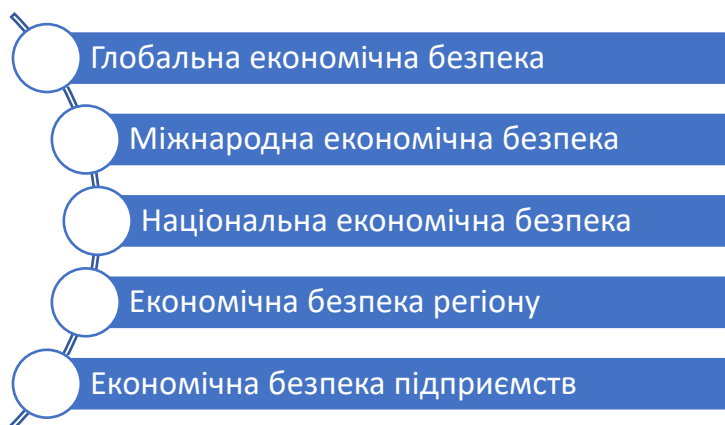 Глобальна економічна безпека
Міжнародна економічна безпека
Національна економічна безпека
Економічна безпека регіону
Економічна безпека підприємств